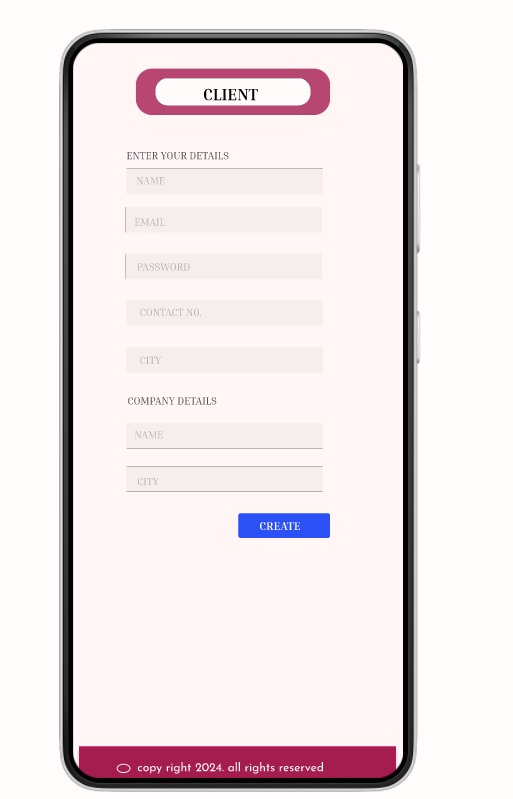 CLIENT
ENTER YOUR DETAILS
NAME
EMAIL
PASSWORD
CONTACT NO.
CITY
COMPANY DETAILS
NAME
CITY
CREATE
copy right 2024. all rights reserved